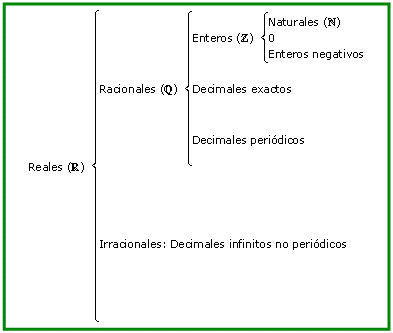 Naturales (ℕ)
Enteros (ℤ)
0
Enteros negativos
Racionales (ℚ)
Decimales exactos
Decimales periódicos
Reales (ℝ)
Irracionales: Decimales infinitos no periódicos